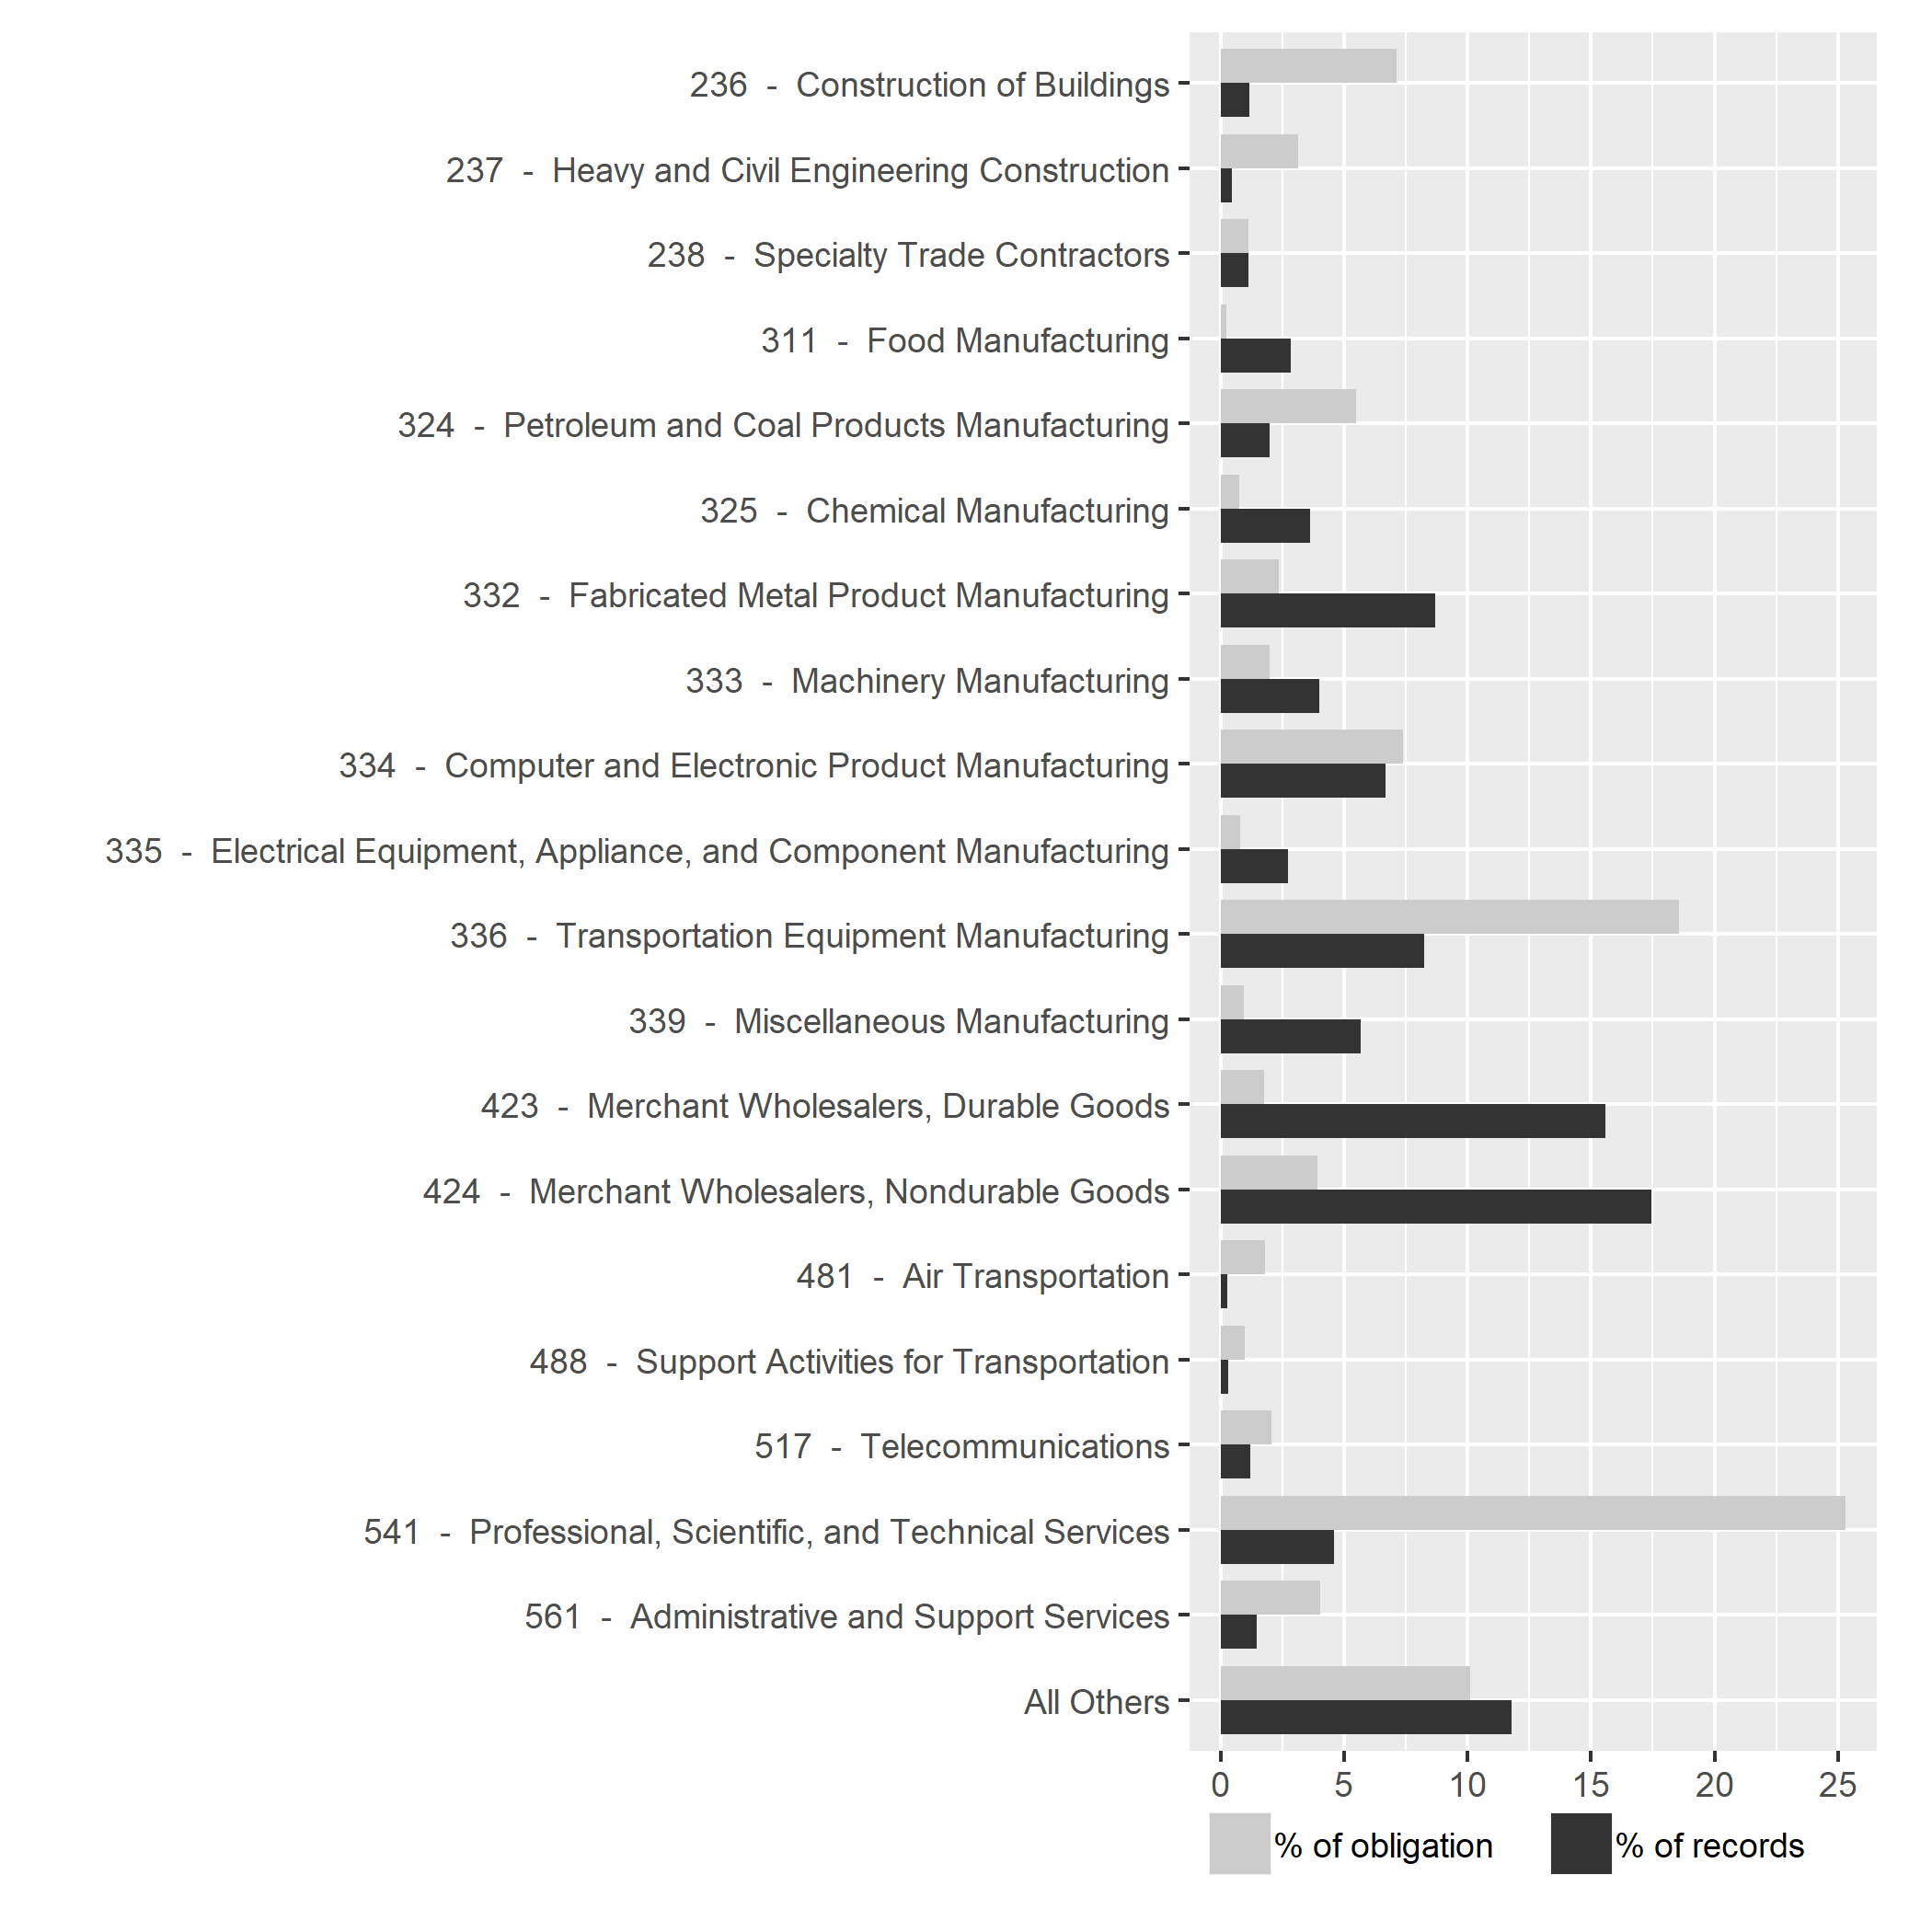 236 - Construction of Buildings
237 - Heavy and Civil Engineering Construction
238 - Specialty Trade Contractors
311 - Food Manufacturing
324 - Petroleum and Coal Products Manufacturing
325 - Chemical Manufacturing
332 - Fabricated Metal Product Manufacturing
333 - Machinery Manufacturing
334 - Computer and Electronic Product Manufacturing
335 - Electrical Equipment, Appliance, and Component Manufacturing
336 - Transportation Equipment Manufacturing
339 - Miscellaneous Manufacturing
423 - Merchant Wholesalers, Durable Goods
424 - Merchant Wholesalers, Nondurable Goods
481 - Air Transportation
488 - Support Activities for Transportation
517 - Telecommunications
541 - Professional, Scientific, and Technical Services
561 - Administrative and Support Services
All Others
0 5 10 15 20 25
% of obligation % of records